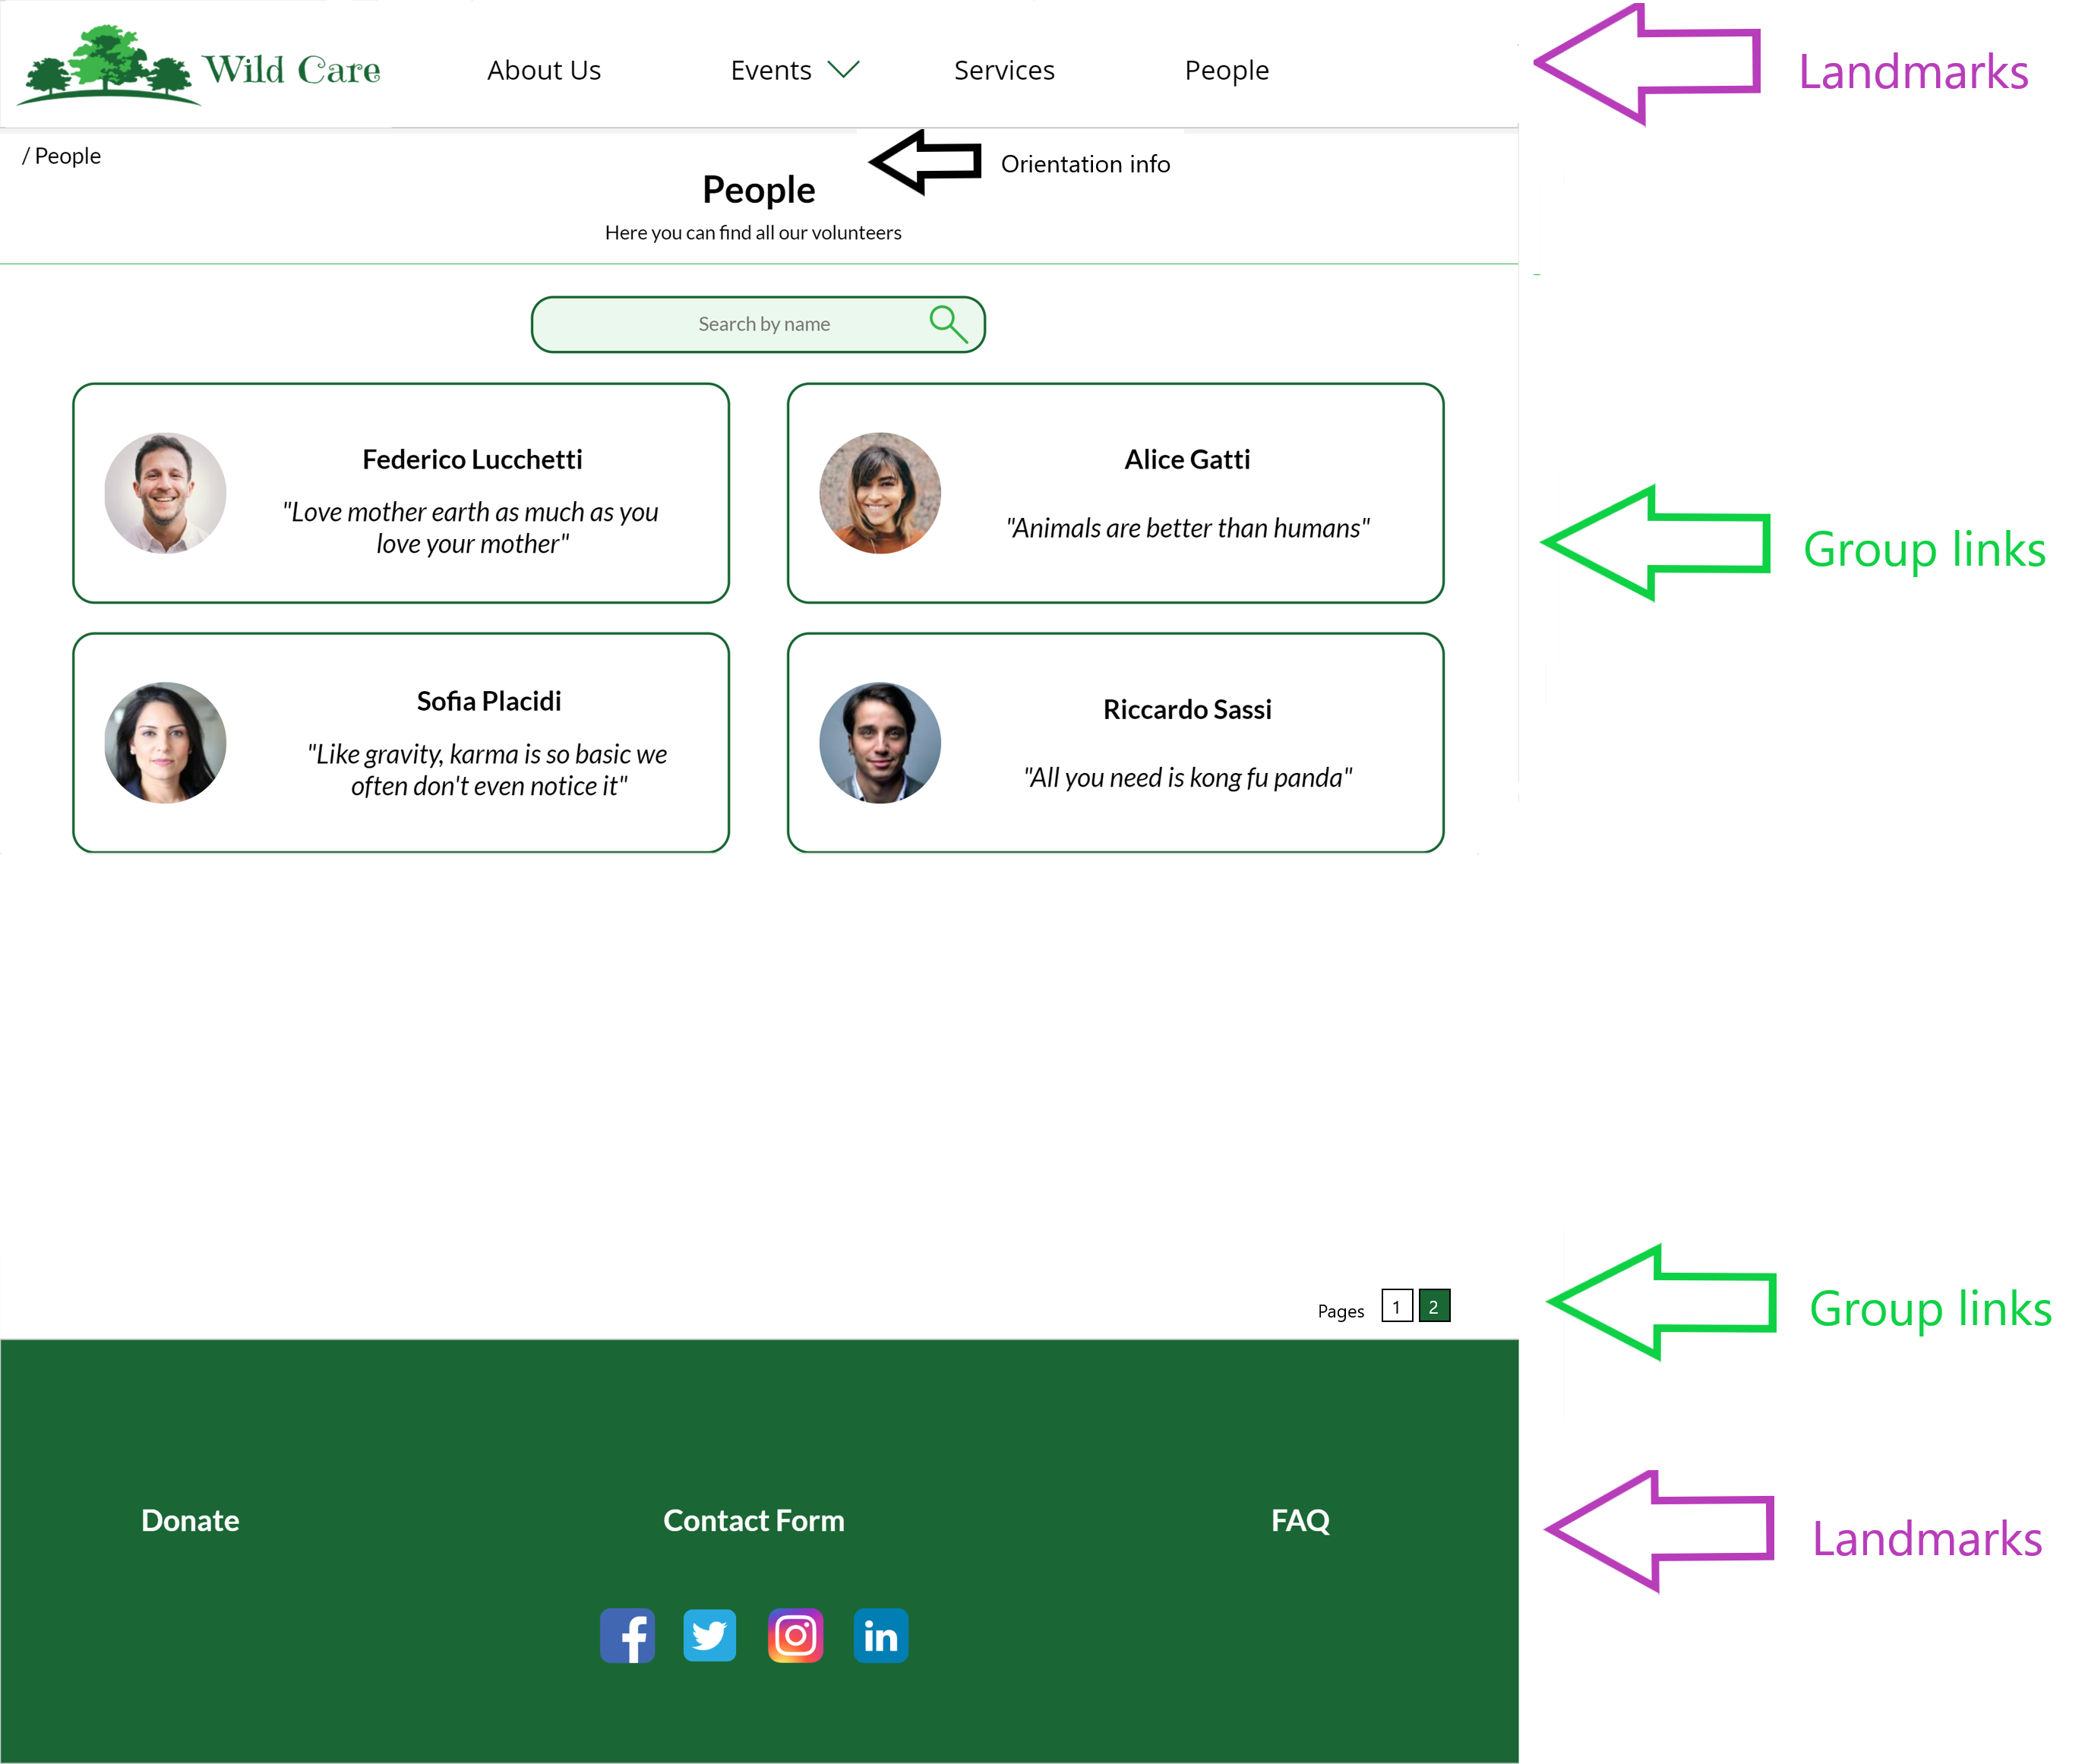 Wild Care
About Us
Events
Services
People
Landmarks
/ People
Orientation info
People
Here you can find all our volunteers
Search by name
Federico Lucchetti
"Love mother earth as much as you
love your mother"
Alice Gatti
"Animals are better than humans"
Group links
Sofia Placidi
"Like gravity, karma is so basic we
often don't even notice it"
Riccardo Sassi
"All you need is kong fu panda"
Pages
1
2
Group links
Donate
Contact Form
FAQ
Landmarks
f
in